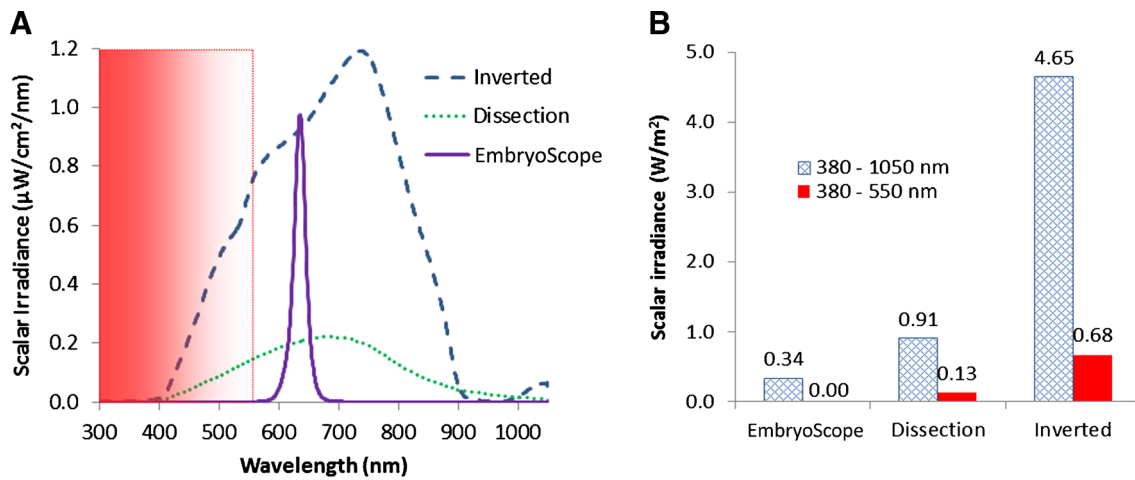 A
Scalar Irradiance (µW/cm²/nm)
1.2
1.0
0.8
0.6
0.4
0.2
0.0
300 400 500 600 700 800 900 1000
Wavelength (nm)
Inverted
Dissection
EmbryoScope
B
Scalar irradiance (W/m²)
5.0
4.0
3.0
2.0
1.0
0.0
380 - 1050 nm
380 - 550 nm
0.34
0.00
0.91
0.13
4.65
0.68
EmbryoScope Dissection Inverted